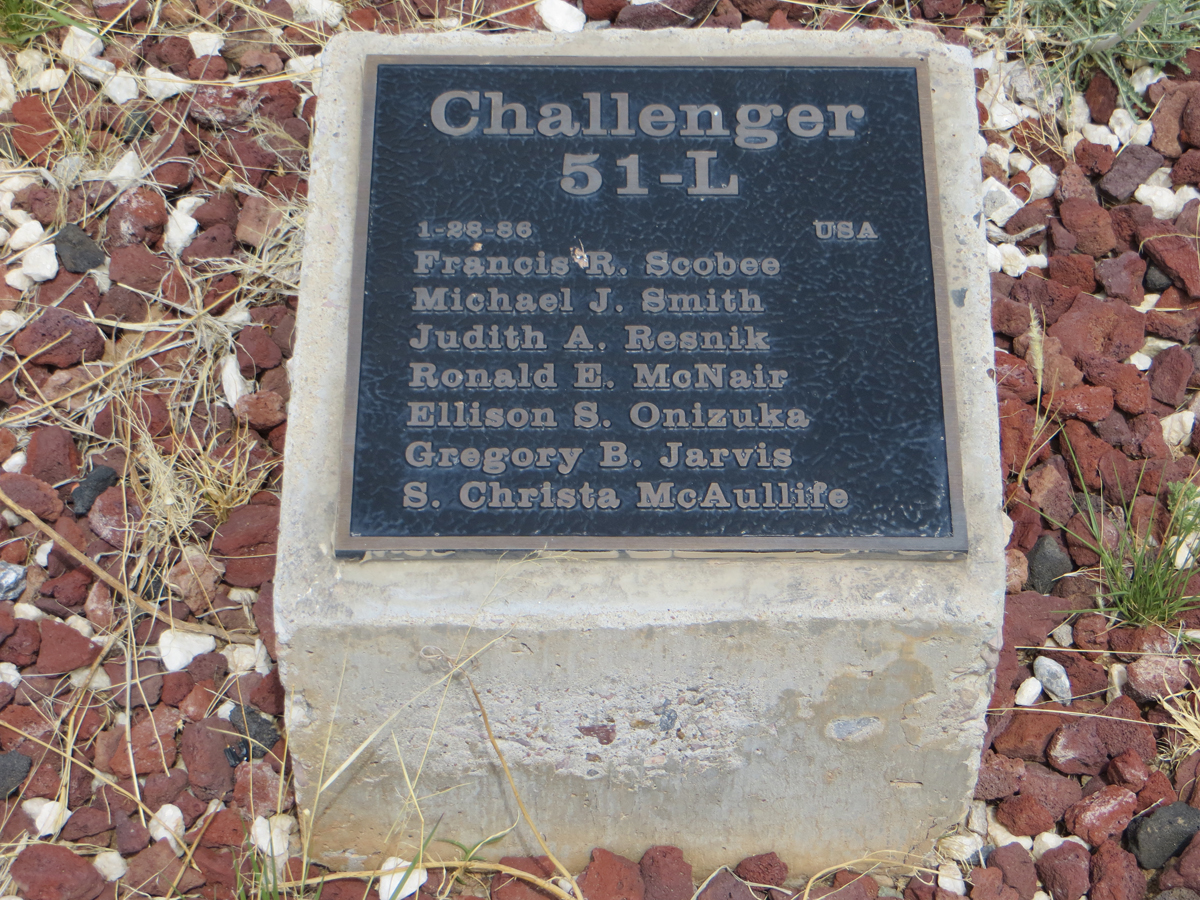 Challenger
51-L
1-28-86 USA
Francis R. Scobee
Michael J. Smith
Judith A. Resnik
Ronald E. McNair
Ellison S. Onizuka
Gregory B. Jarvis
S. Christa McAullife